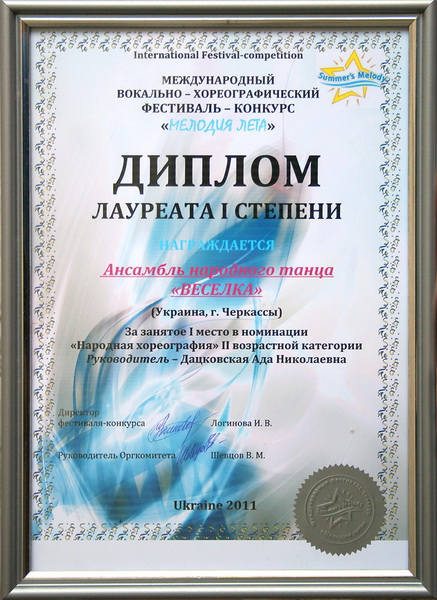 International Festival-competition
Summer's Melody
МЕЖДУНАРОДНЫЙ
ВОКАЛЬНО – ХОРЕОГРАФИЧЕСКИЙ
ФЕСТИВАЛЬ – КОНКУРС
«МЕЛОДИЯ ЛЕТА»
ДИПЛОМ
ЛАУРЕАТА I СТЕПЕНИ
НАГРАЖДАЕТСЯ
Ансамбль народного танца
«ВЕСЕЛКА»
(Украина, г. Черкассы)
За занятое I место в номинации
«Народная хореография» II возрастной категории
Руководитель – Дацковская Ада Николаевна
Директор
фестиваля-конкурса Логинова И. В.
Руководитель Оргкомитета Шевцов В. М.
Ukraine 2011